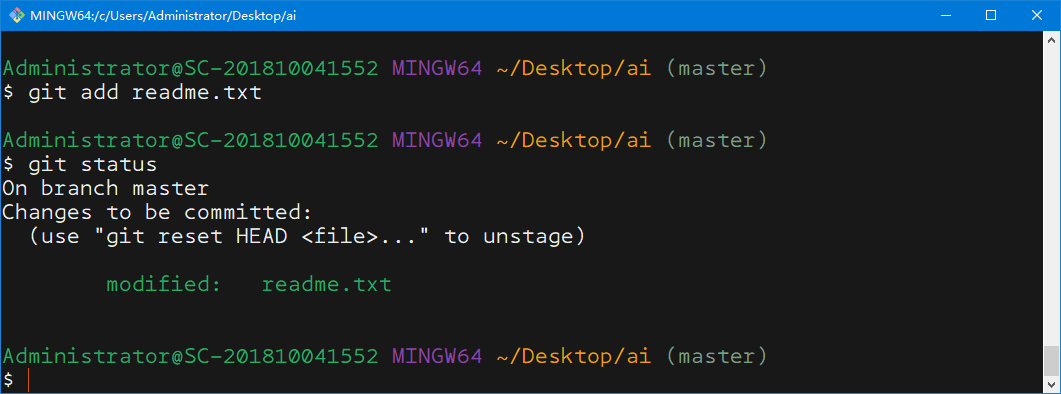 MINGW64:/c/Users/Administrator/Desktop/ai
Administrator@SC-201810041552 MINGW64 ~/Desktop/ai (master)
$ git add readme.txt
Administrator@SC-201810041552 MINGW64 ~/Desktop/ai (master)
$ git status
On branch master
Changes to be committed:
  (use "git reset HEAD <file>..." to unstage)
        modified:   readme.txt
Administrator@SC-201810041552 MINGW64 ~/Desktop/ai (master)
$